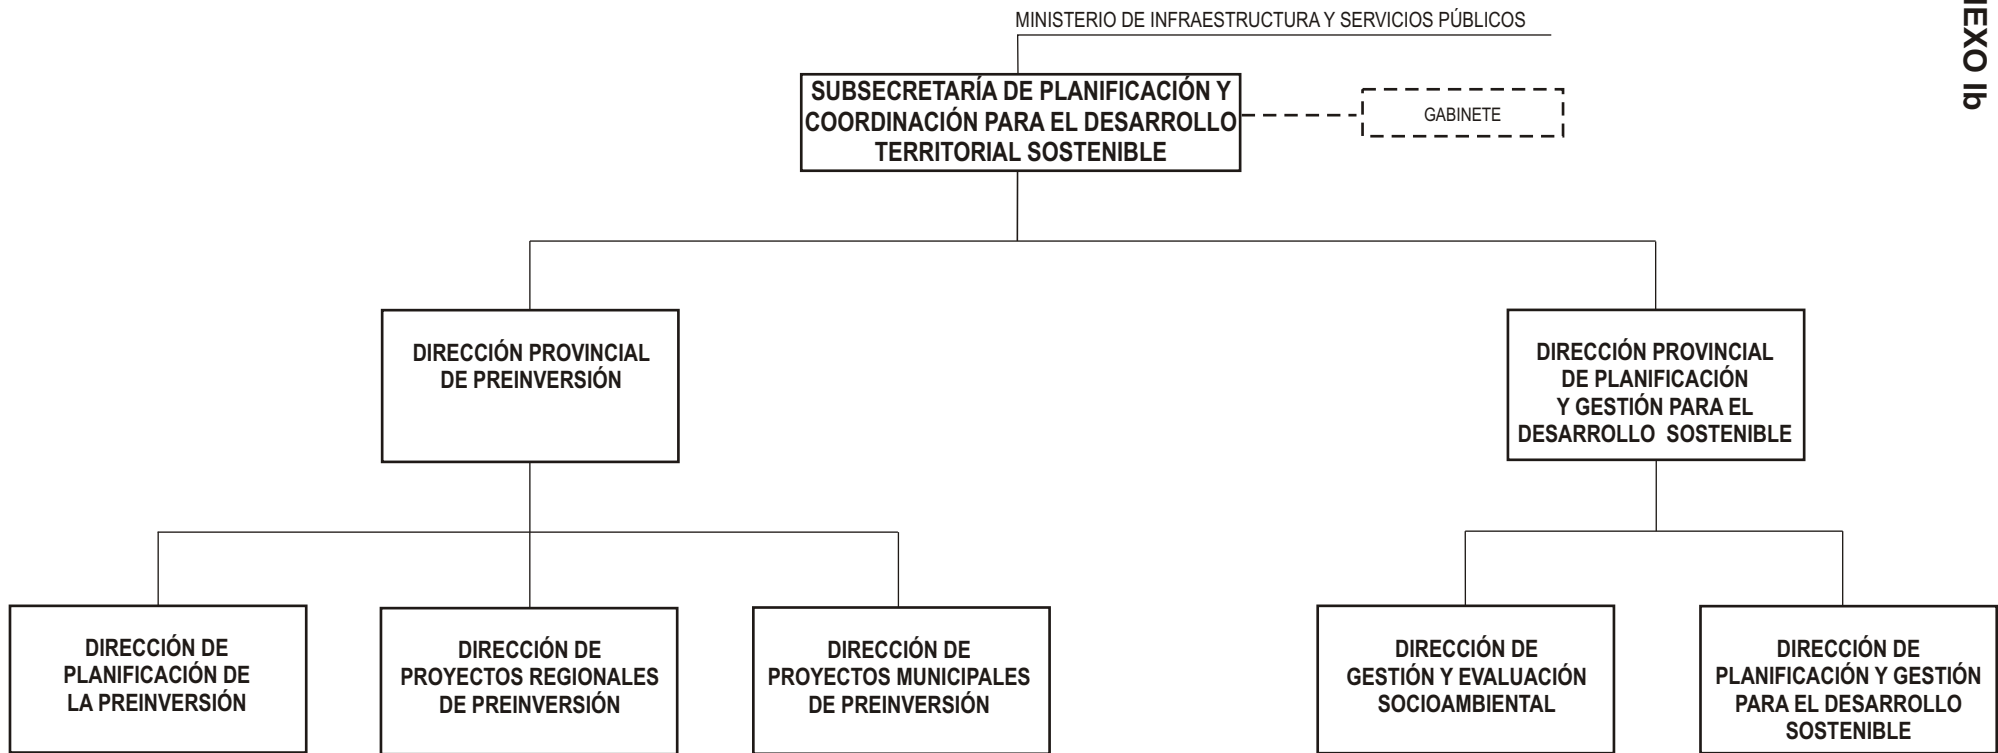 MINISTERIO DE INFRAESTRUCTURA Y SERVICIOS PÚBLICOS
SUBSECRETARÍA DE PLANIFICACIÓN Y
COORDINACIÓN PARA EL DESARROLLO
TERRITORIAL SOSTENIBLE
GABINETE
DIRECCIÓN PROVINCIAL
DE PREINVERSIÓN
DIRECCIÓN PROVINCIAL
DE PLANIFICACIÓN
Y GESTIÓN PARA EL
DESARROLLO SOSTENIBLE
DIRECCIÓN DE
PLANIFICACIÓN DE
LA PREINVERSIÓN
DIRECCIÓN DE
PROYECTOS REGIONALES
DE PREINVERSIÓN
DIRECCIÓN DE
PROYECTOS MUNICIPALES
DE PREINVERSIÓN
DIRECCIÓN DE
GESTIÓN Y EVALUACIÓN
SOCIOAMBIENTAL
DIRECCIÓN DE
PLANIFICACIÓN Y GESTIÓN
PARA EL DESARROLLO
SOSTENIBLE
Ib